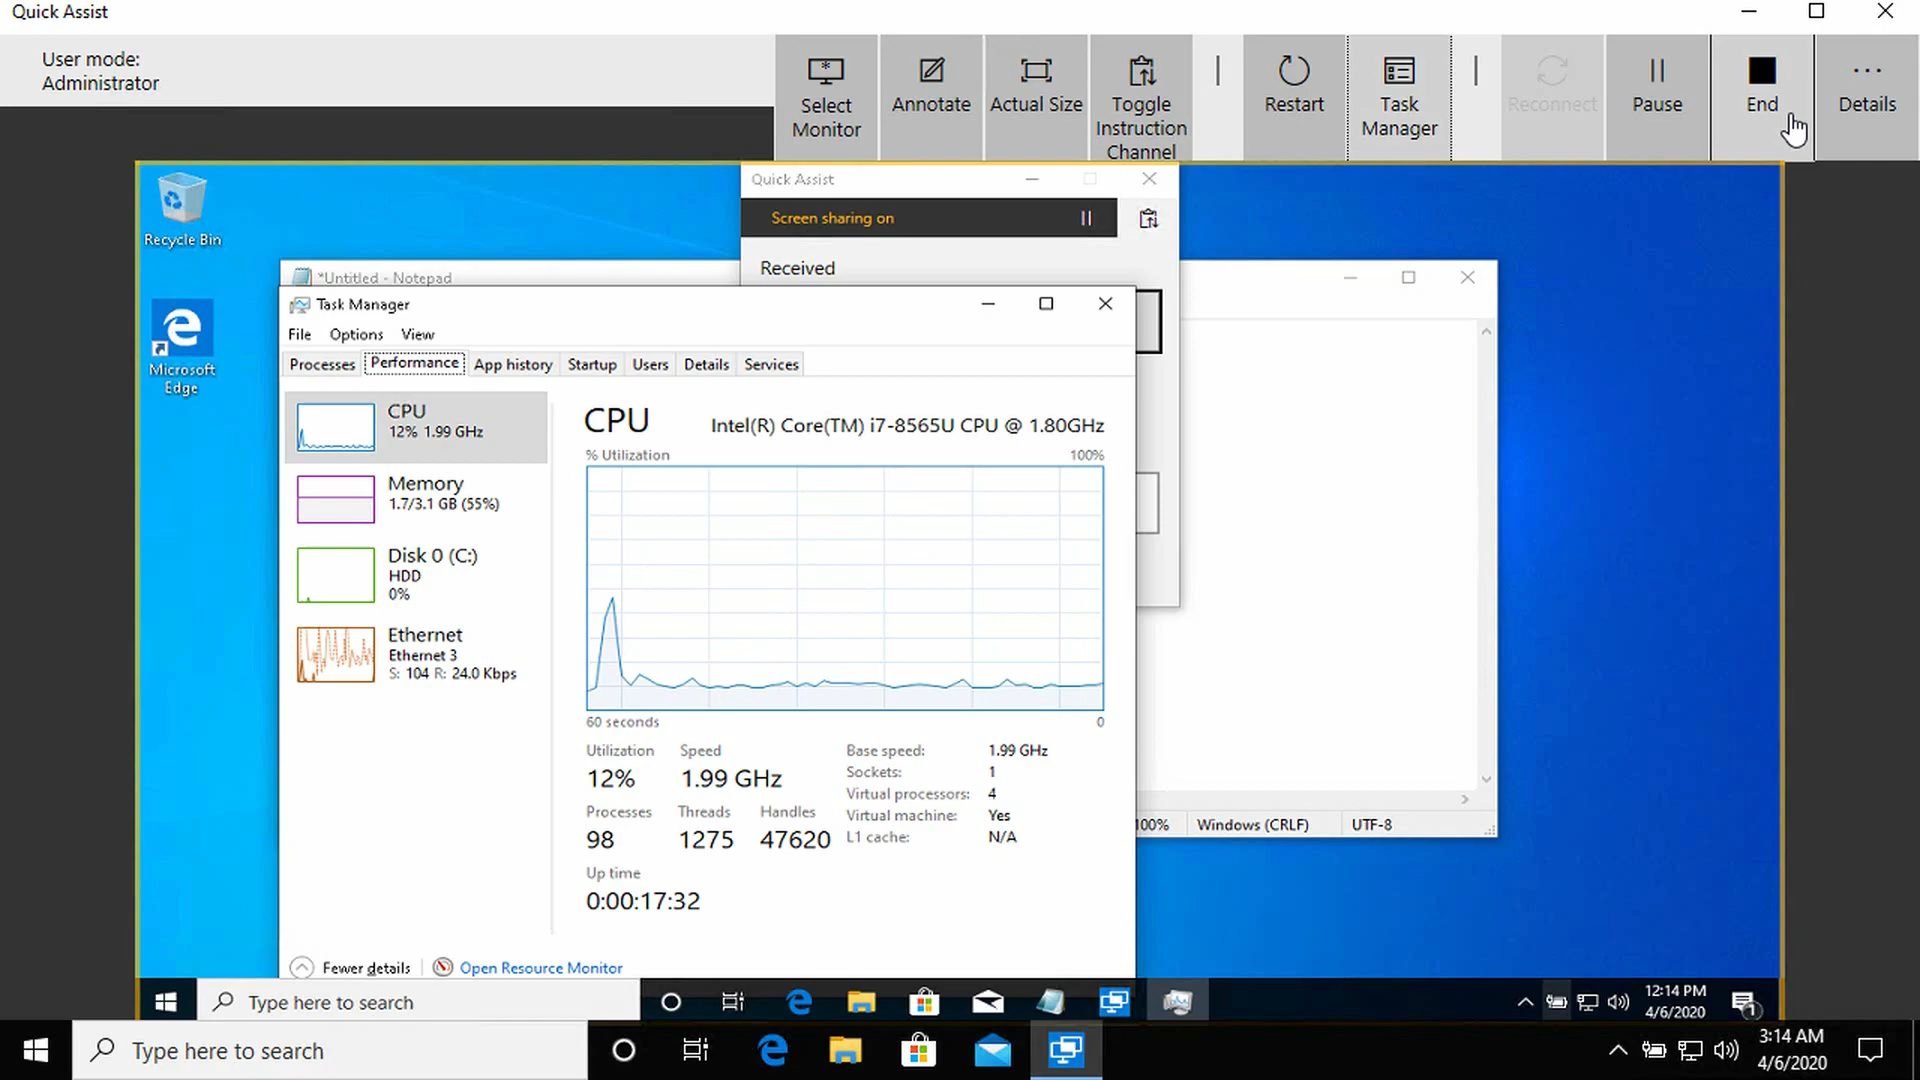 Quick Assist
User mode:
Administrator
Select
Monitor
Annotate
Actual Size
Toggle
Instruction
Channel
Restart
Task
Manager
Reconnect
Pause
End
Details
Recycle Bin
Microsoft
Edge
Quick Assist
Screen sharing on
Received
*Untitled - Notepad
Task Manager
File Options View
Processes Performance App history Startup Users Details Services
CPU
12% 1.99 GHz
Memory
1.7/3.1 GB (55%)
Disk 0 (C:)
HDD
0%
Ethernet
Ethernet 3
S: 104 R: 24.0 Kbps
CPU
Intel(R) Core(TM) i7-8565U CPU @ 1.80GHz
% Utilization 100%
60 seconds 0
Utilization Speed
12% 1.99 GHz
Processes Threads Handles
98 1275 47620
Up time
0:00:17:32
Base speed: 1.99 GHz
Sockets: 1
Virtual processors: 4
Virtual machine: Yes
L1 cache: N/A
Fewer details
Open Resource Monitor
100% Windows (CRLF) UTF-8
Type here to search
12:14 PM
4/6/2020
1
Type here to search
3:14 AM
4/6/2020